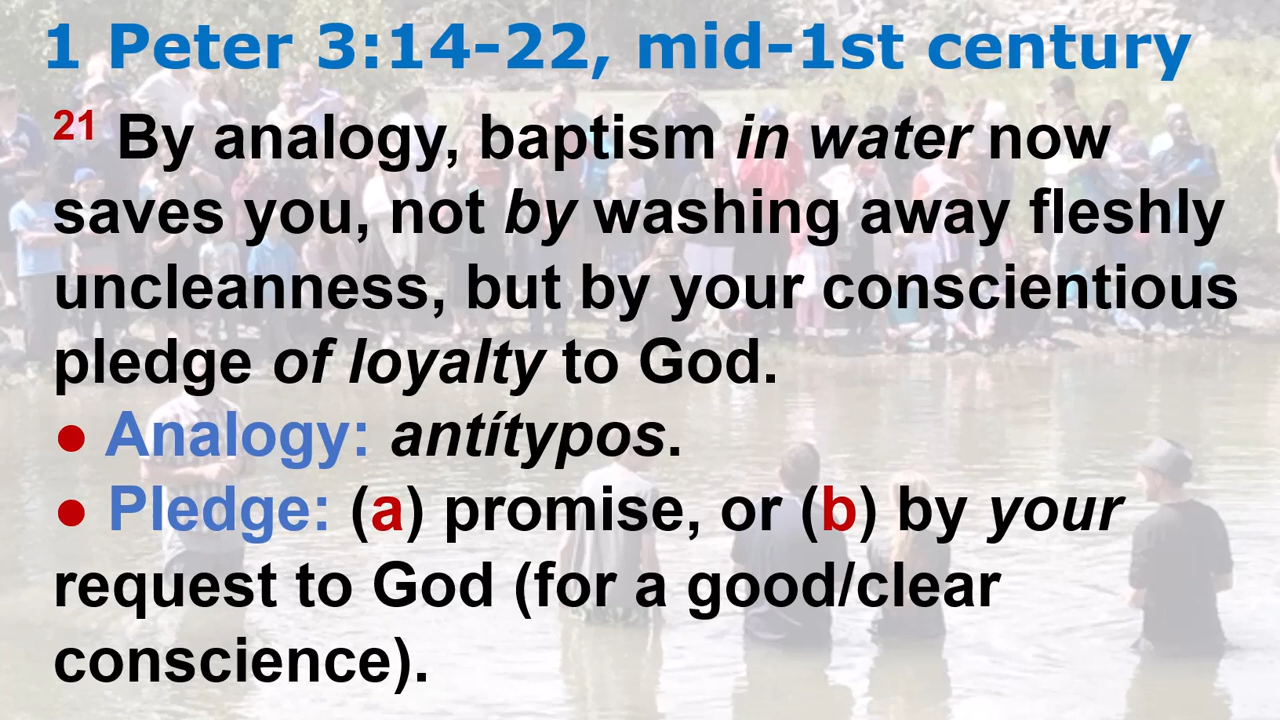 1 Peter 3:14-22, mid-1st century
21 By analogy, baptism in water now
saves you, not by washing away fleshly
uncleanness, but by your conscientious
pledge of loyalty to God.
● Analogy: antítypos.
● Pledge: (a) promise, or (b) by your
request to God (for a good/clear
conscience).